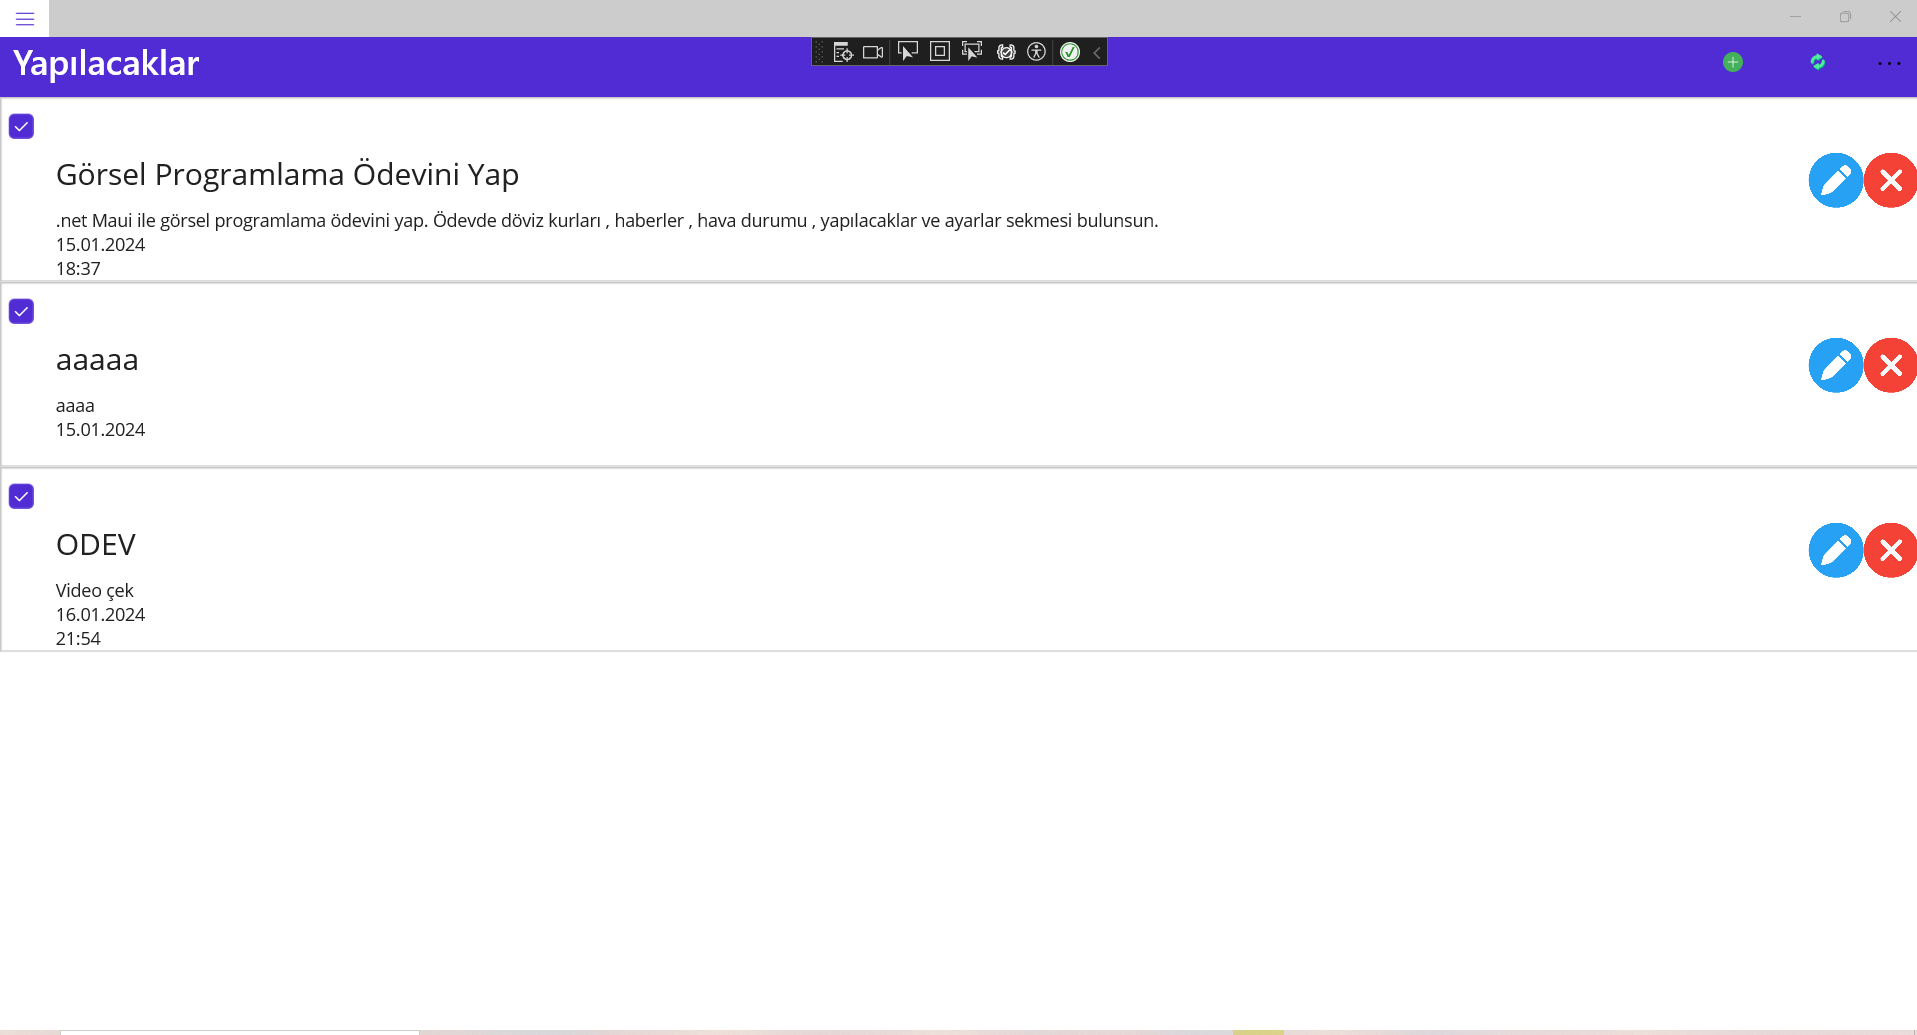 Yapılacaklar
Görsel Programlama Ödevini Yap
.net Maui ile görsel programlama ödevini yap. Ödevde döviz kurları , haberler , hava durumu , yapılacaklar ve ayarlar sekmesi bulunsun.
15.01.2024
18:37
aaaaa
aaaa
15.01.2024
ODEV
Video çek
16.01.2024
21:54